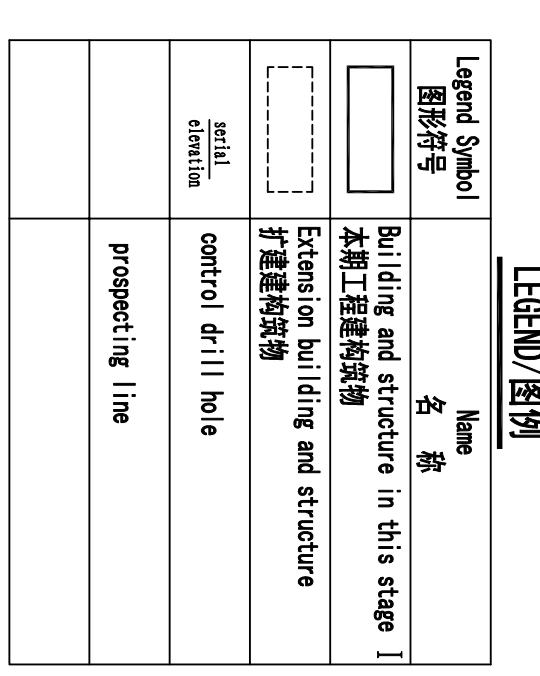 LEGEND/图例
Legend Symbol
图形符号
Name
名 称
Building and structure in this stage I
本期工程建构筑物
Extension building and structure
扩建建构筑物
serial
elevation
control drill hole
prospecting line